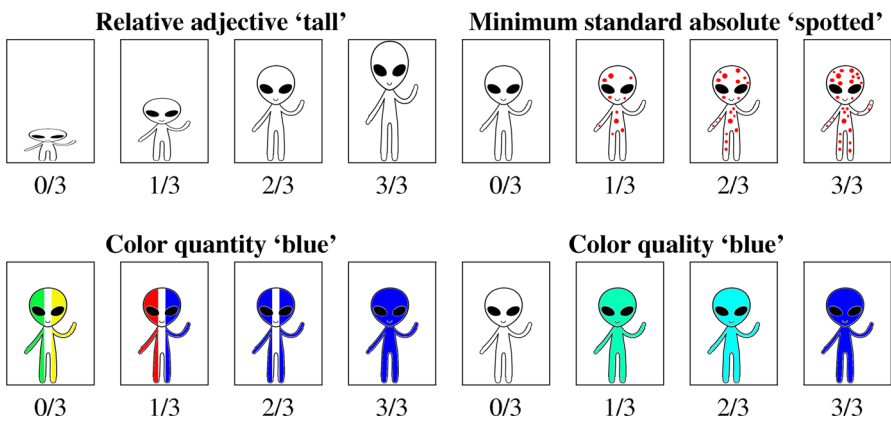 Relative adjective ‘tall’ Minimum standard absolute ‘spotted’
0/3 1/3 2/3 3/3 0/3 1/3 2/3 3/3
Color quantity ‘blue’ Color quality ‘blue’
0/3 1/3 2/3 3/3 0/3 1/3 2/3 3/3